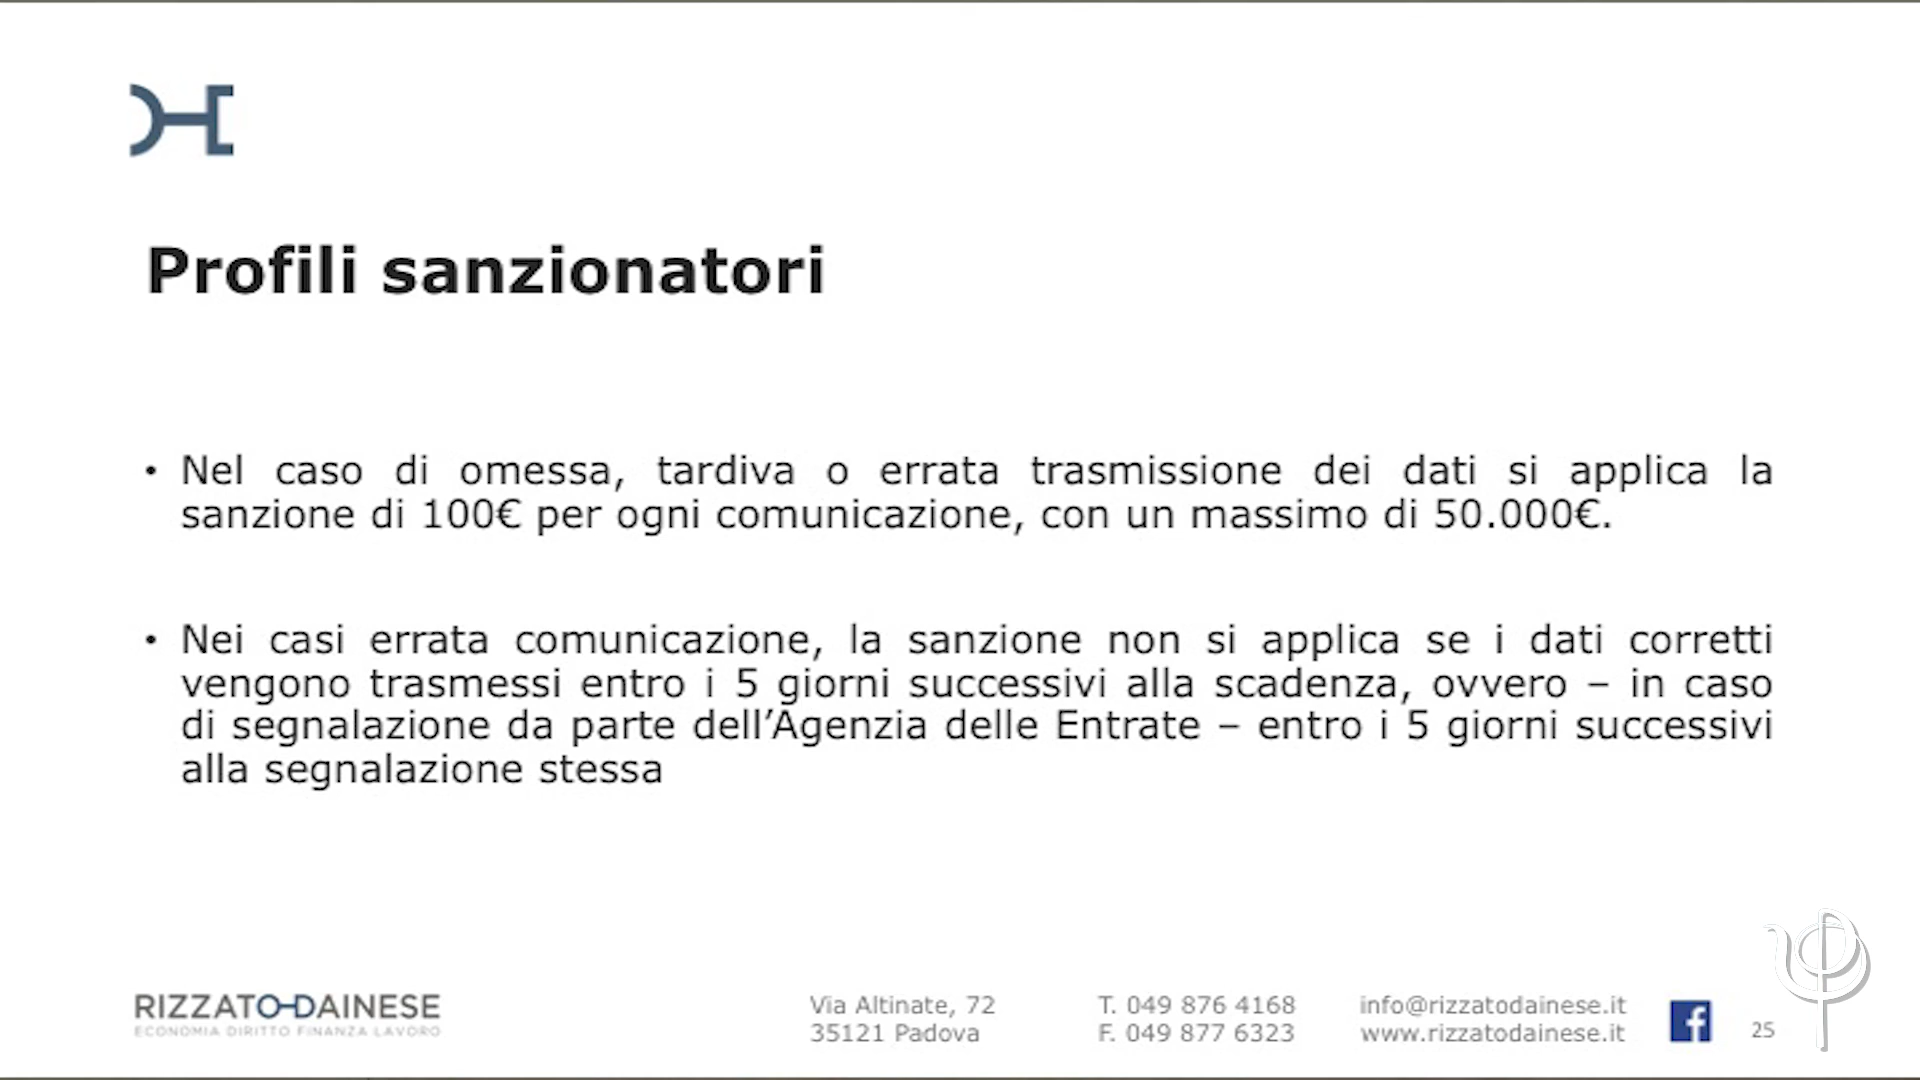 Profili sanzionatori
• Nel caso di omessa, tardiva o errata trasmissione dei dati si applica la
sanzione di 100€ per ogni comunicazione, con un massimo di 50.000€.
• Nei casi errata comunicazione, la sanzione non si applica se i dati corretti
vengono trasmessi entro i 5 giorni successivi alla scadenza, ovvero – in caso
di segnalazione da parte dell’Agenzia delle Entrate – entro i 5 giorni successivi
alla segnalazione stessa
RIZZATO DAINESE
ECONOMIA DIRITTO FINANZA LAVORO
Via Altinate, 72
35121 Padova
T. 049 876 4168
F. 049 877 6323
info@rizzatodainese.it
www.rizzatodainese.it
25